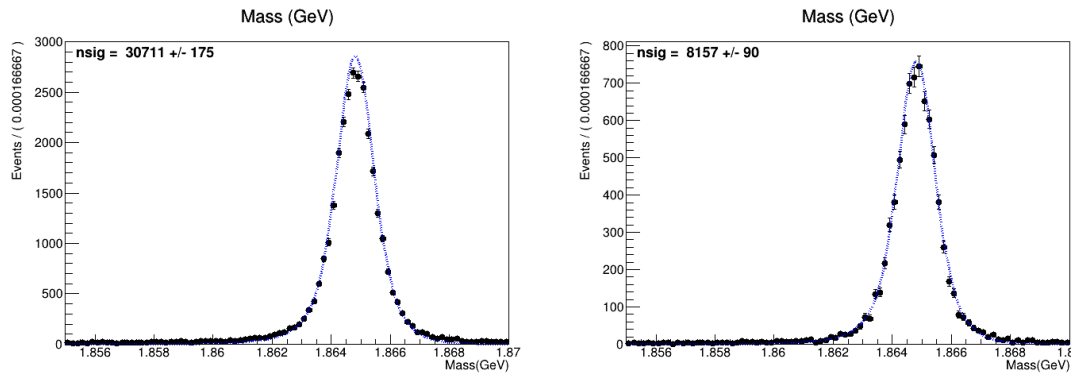 Mass (GeV)
nsig = 30711 +/- 175
Events / ( 0.000166667 )
3000
2500
2000
1500
1000
500
0
1.856 1.858 1.86 1.862 1.864 1.866 1.868 1.87
Mass(GeV)
Mass (GeV)
nsig = 8157 +/- 90
Events / ( 0.000166667 )
800
700
600
500
400
300
200
100
0
1.856 1.858 1.86 1.862 1.864 1.866 1.868 1.8
Mass(GeV)